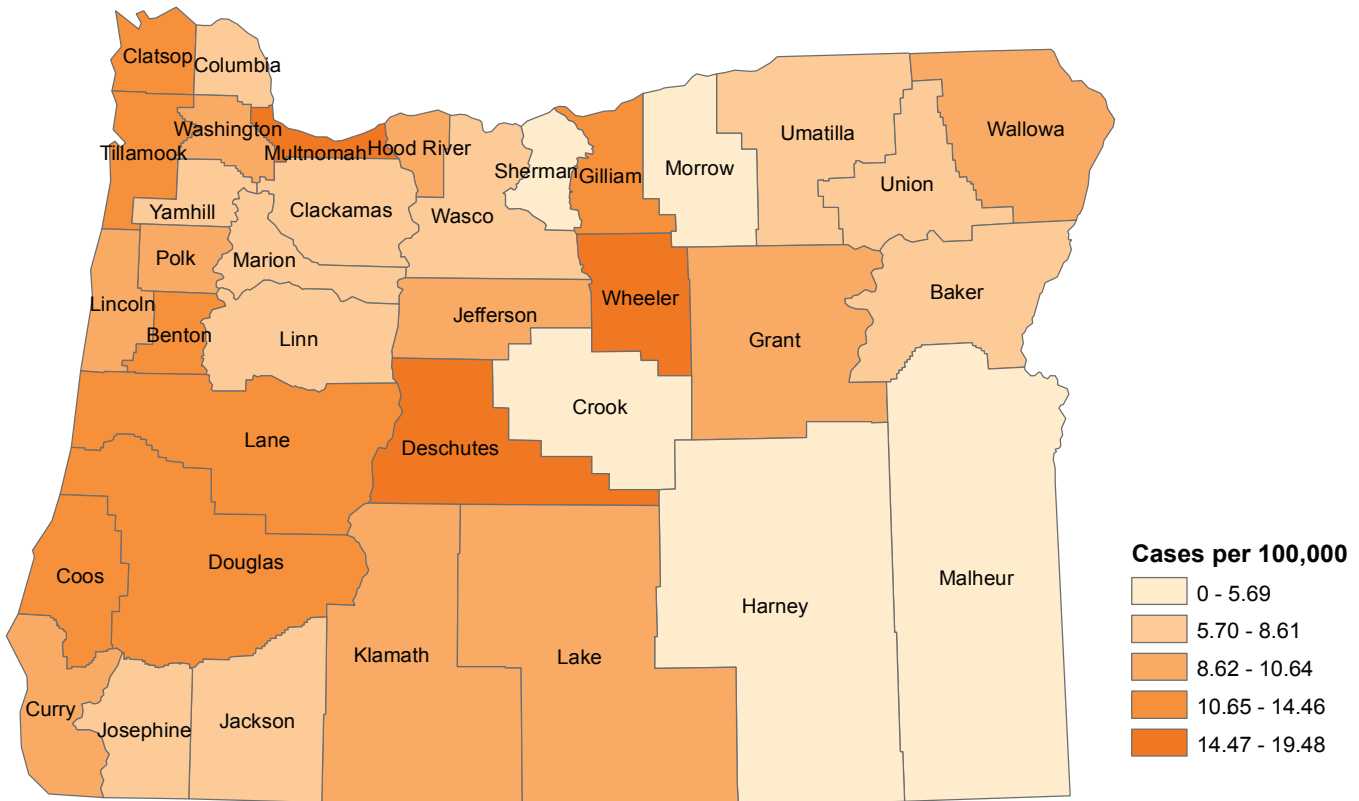 Clatsop
Columbia
Washington
Tillamook
Multnomah
Hood River
Sherman
Gilliam
Morrow
Umatilla
Wallowa
Union
Yamhill
Clackamas
Wasco
Polk
Marion
Lincoln
Benton
Linn
Jefferson
Wheeler
Grant
Baker
Crook
Lane
Deschutes
Coos
Douglas
Harney
Malheur
Klamath
Lake
Curry
Josephine
Jackson
Cases per 100,000
0 - 5.69
5.70 - 8.61
8.62 - 10.64
10.65 - 14.46
14.47 - 19.48